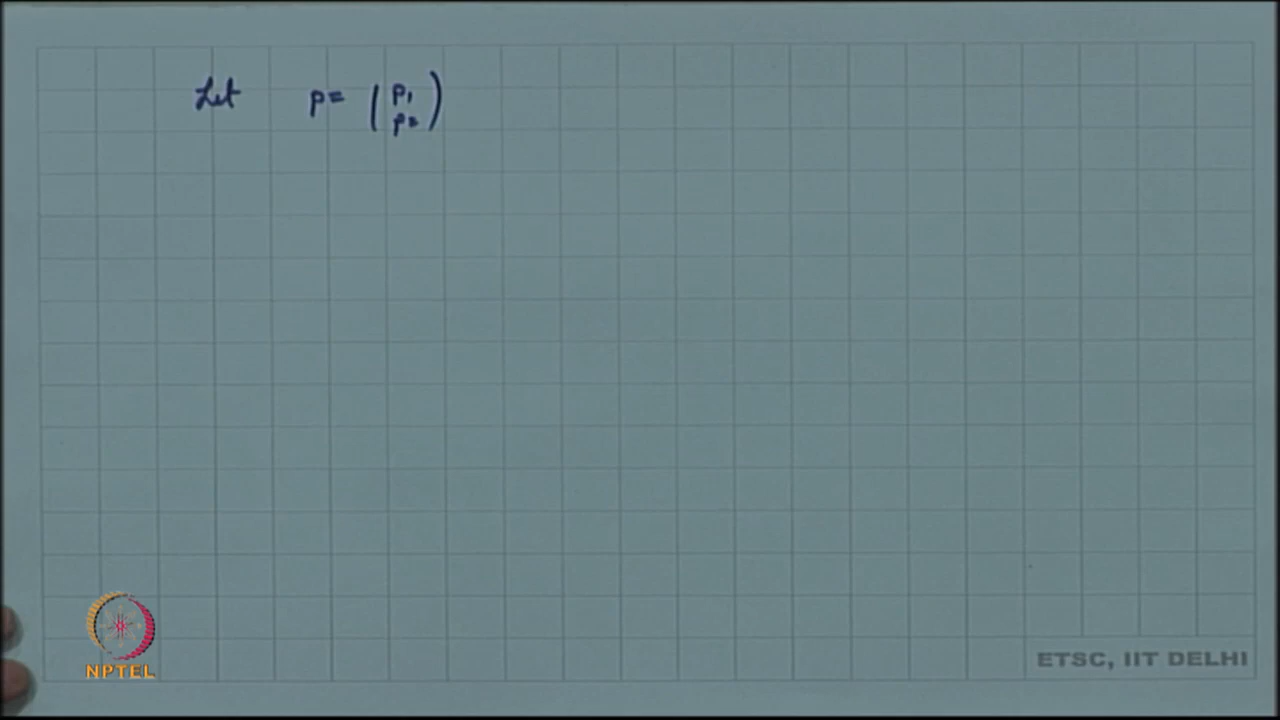 Let p = ( p₁
p₂ )
NPTEL
ETSC, IIT DELHI